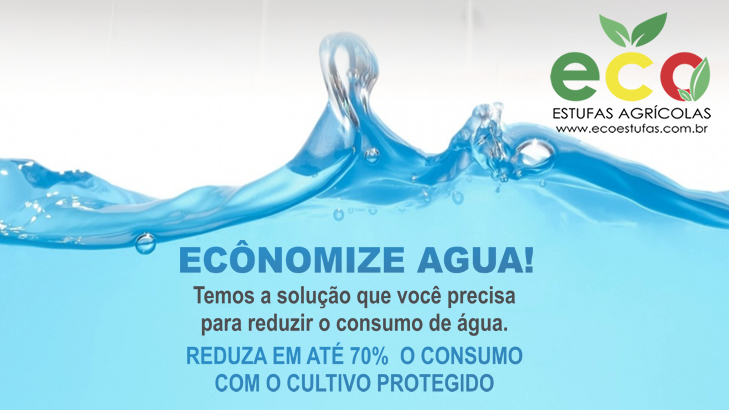 eco
ESTUFAS AGRÍCOLAS
www.ecoestufas.com.br
ECÔNOMIZE AGUA!
Temos a solução que você precisa
para reduzir o consumo de água.
REDUZA EM ATÉ 70% O CONSUMO
COM O CULTIVO PROTEGIDO